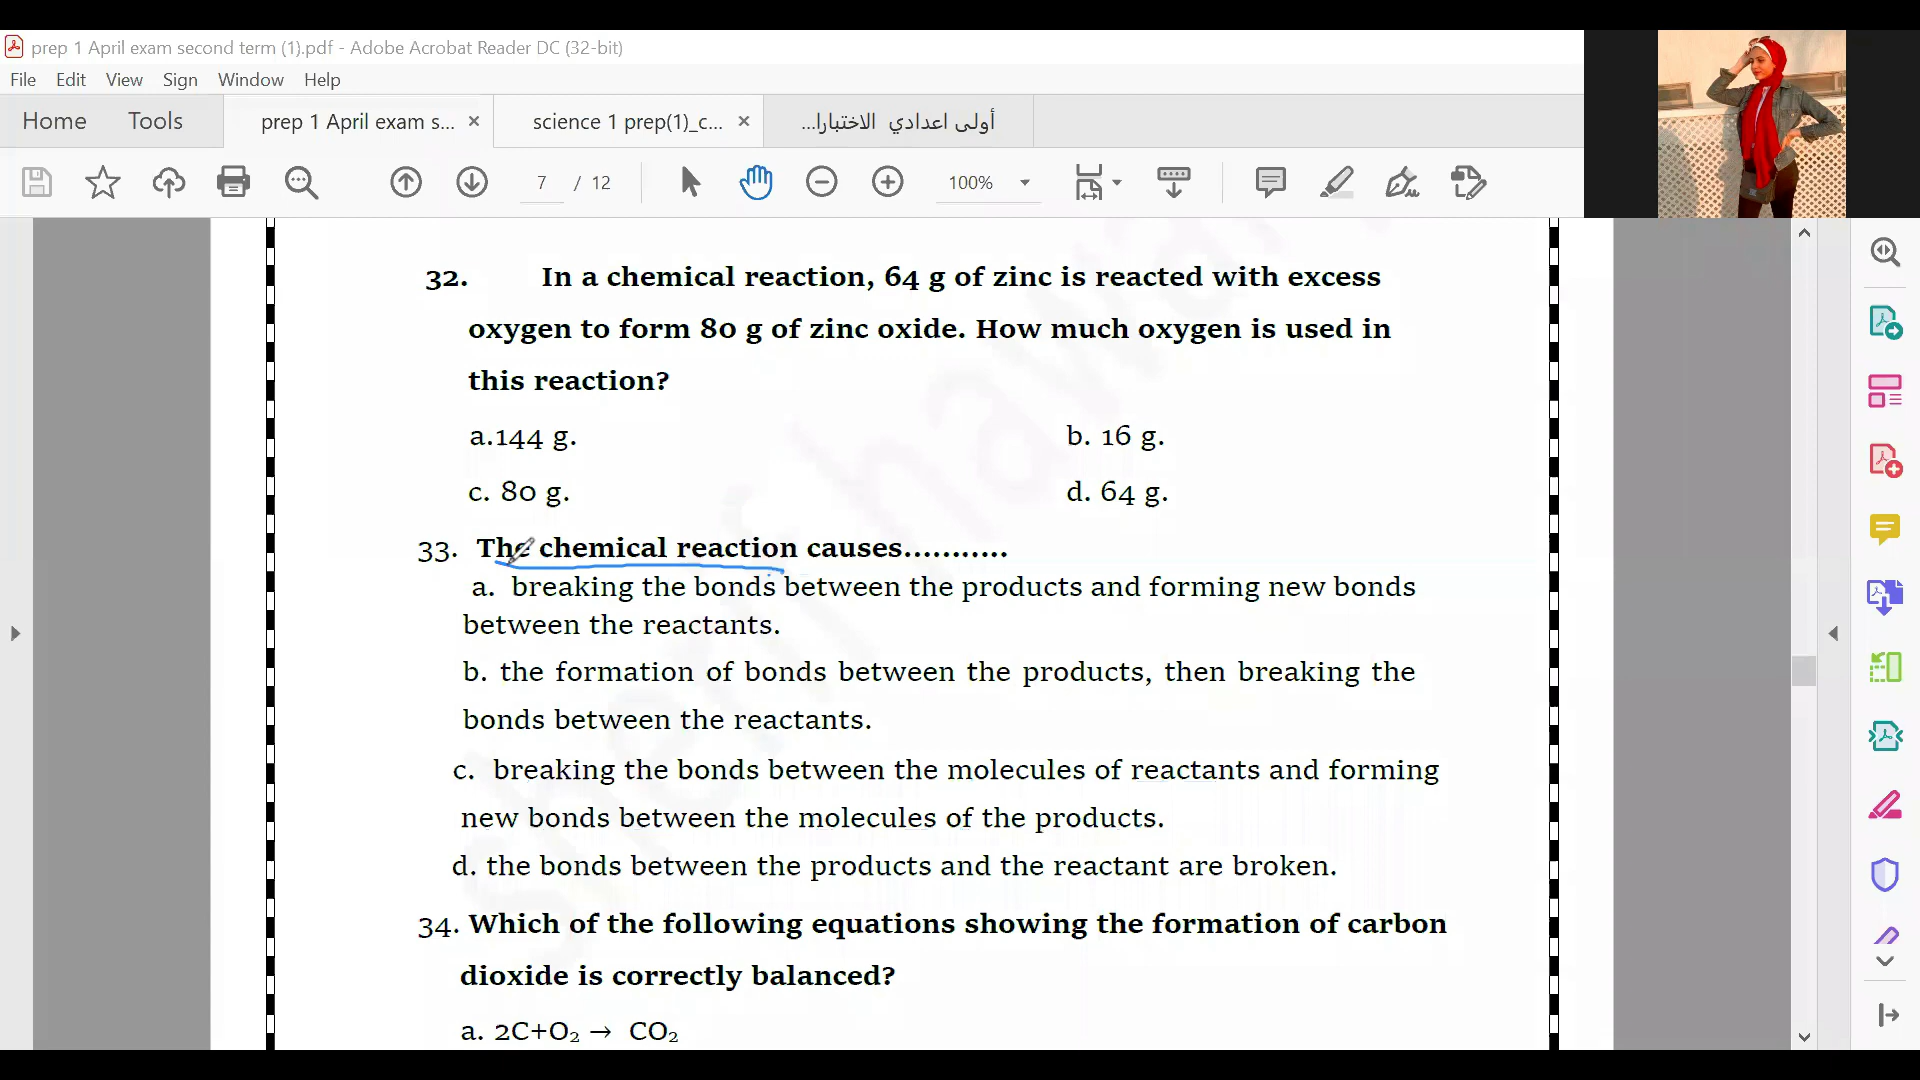 prep 1 April exam second term (1).pdf - Adobe Acrobat Reader DC (32-bit)
File Edit View Sign Window Help
Home Tools prep 1 April exam s... × science 1 prep(1)_c... × أولى اعدادي الاختبارا...
7 / 12 100%
32. In a chemical reaction, 64 g of zinc is reacted with excess
oxygen to form 80 g of zinc oxide. How much oxygen is used in
this reaction?
a.144 g. b. 16 g.
c. 80 g. d. 64 g.
33. The chemical reaction causes...........
a. breaking the bonds between the products and forming new bonds
between the reactants.
b. the formation of bonds between the products, then breaking the
bonds between the reactants.
c. breaking the bonds between the molecules of reactants and forming
new bonds between the molecules of the products.
d. the bonds between the products and the reactant are broken.
34. Which of the following equations showing the formation of carbon
dioxide is correctly balanced?
a. 2C+O₂ → CO₂